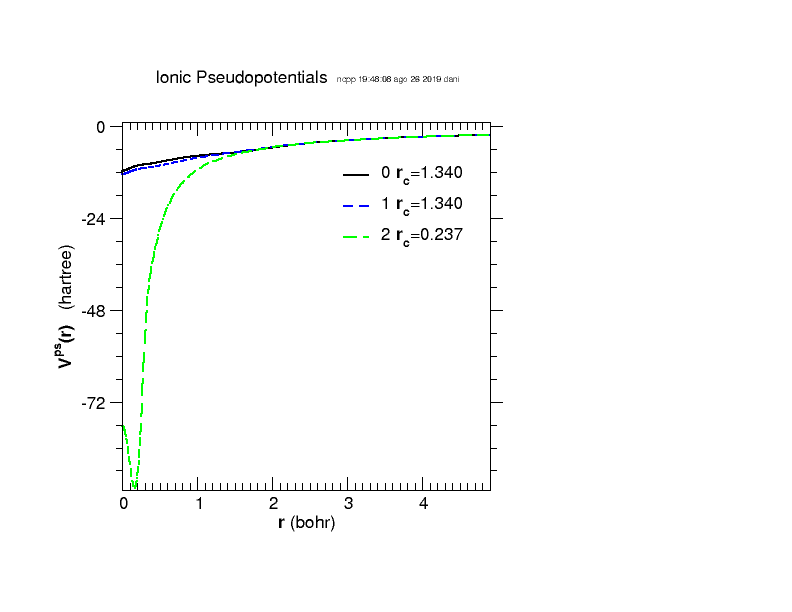 Ionic Pseudopotentials ncpp 19:48:08 ago 26 2019 dani
0
-24
-48
-72
V^ps(r) (hartree)
0 r_c=1.340
1 r_c=1.340
2 r_c=0.237
0 1 2 3 4
r (bohr)